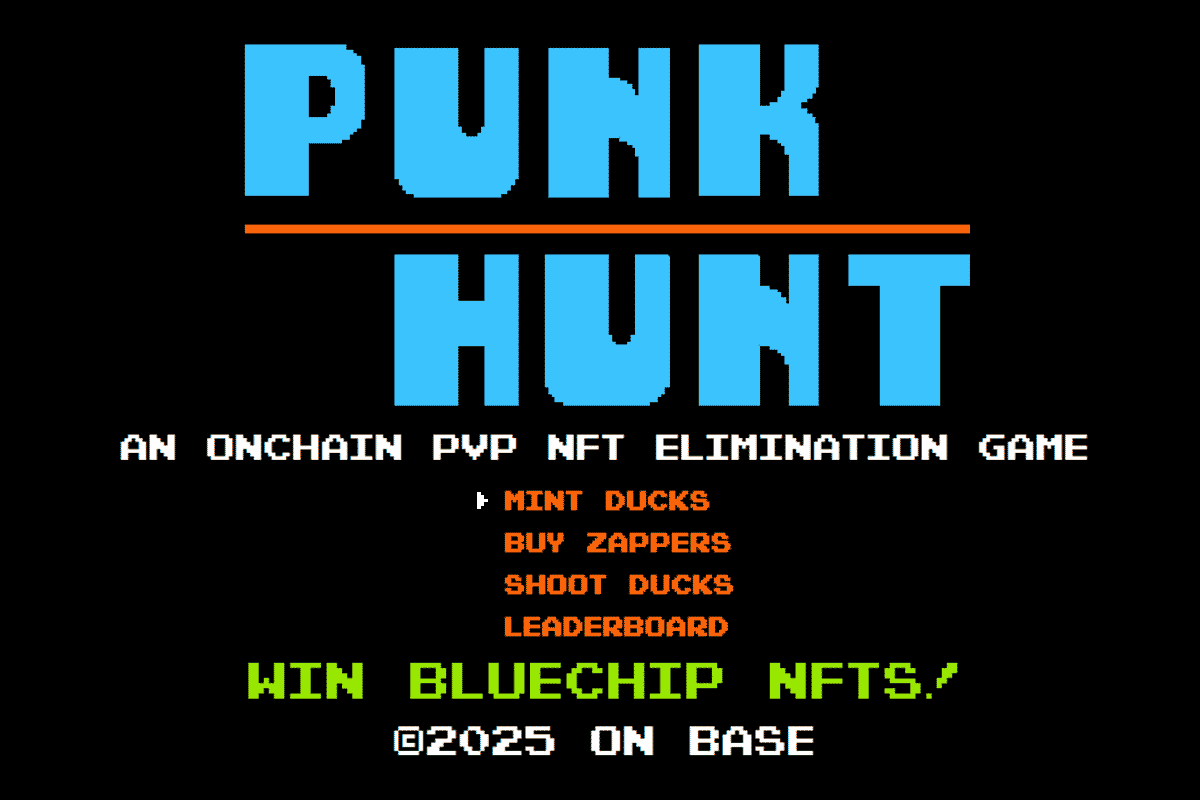 PUNK
HUNT
AN ONCHAIN PVP NFT ELIMINATION GAME
MINT DUCKS
BUY ZAPPERS
SHOOT DUCKS
LEADERBOARD
WIN BLUECHIP NFTS!
©2025 ON BASE